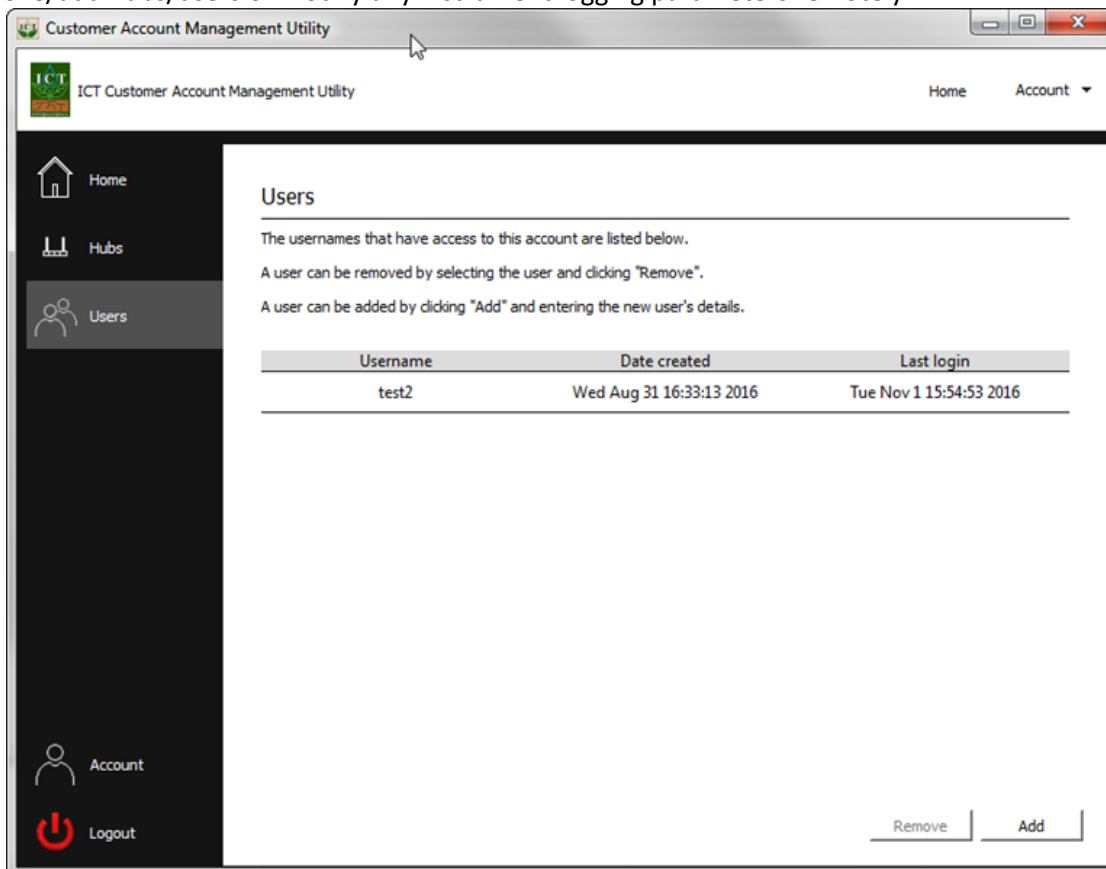 Customer Account Management Utility
ICT
ICT Customer Account Management Utility
Home
Account
Home
Hubs
Users
Users
The usernames that have access to this account are listed below.
A user can be removed by selecting the user and clicking "Remove".
A user can be added by clicking "Add" and entering the new user's details.
Username Date created Last login
test2 Wed Aug 31 16:33:13 2016 Tue Nov 1 15:54:53 2016
Account
Logout
Remove
Add